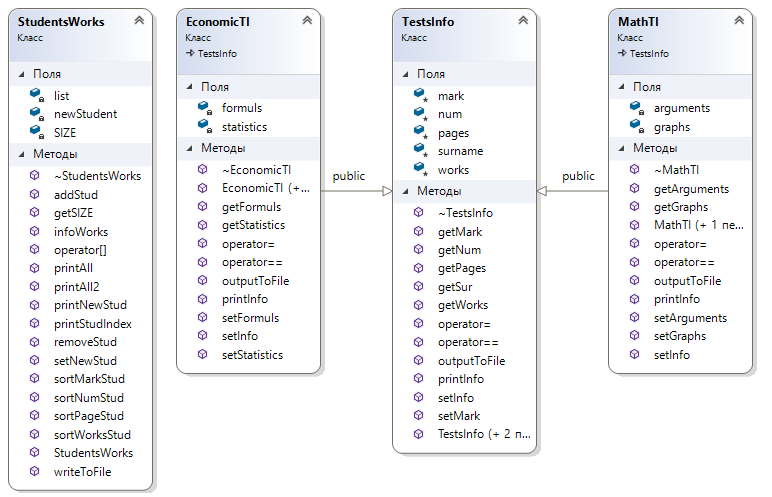 StudentsWorks
Класс
Поля
list
newStudent
SIZE
Методы
~StudentsWorks
addStud
getSIZE
infoWorks
operator[]
printAll
printAll2
printNewStud
printStudIndex
removeStud
setNewStud
sortMarkStud
sortNumStud
sortPageStud
sortWorksStud
StudentsWorks
writeToFile
EconomicTI
Класс
TestsInfo
Поля
formuls
statistics
Методы
~EconomicTI
EconomicTI (+...
getFormuls
getStatistics
operator=
operator==
outputToFile
printInfo
setFormuls
setInfo
setStatistics
public
TestsInfo
Класс
Поля
mark
num
pages
surname
works
Методы
~TestsInfo
getMark
getNum
getPages
getSur
getWorks
operator=
operator==
outputToFile
printInfo
setInfo
setMark
TestsInfo (+ 2 п...
public
MathTI
Класс
TestsInfo
Поля
arguments
graphs
Методы
~MathTI
getArguments
getGraphs
MathTI (+ 1 пе...
operator=
operator==
outputToFile
printInfo
setArguments
setGraphs
setInfo